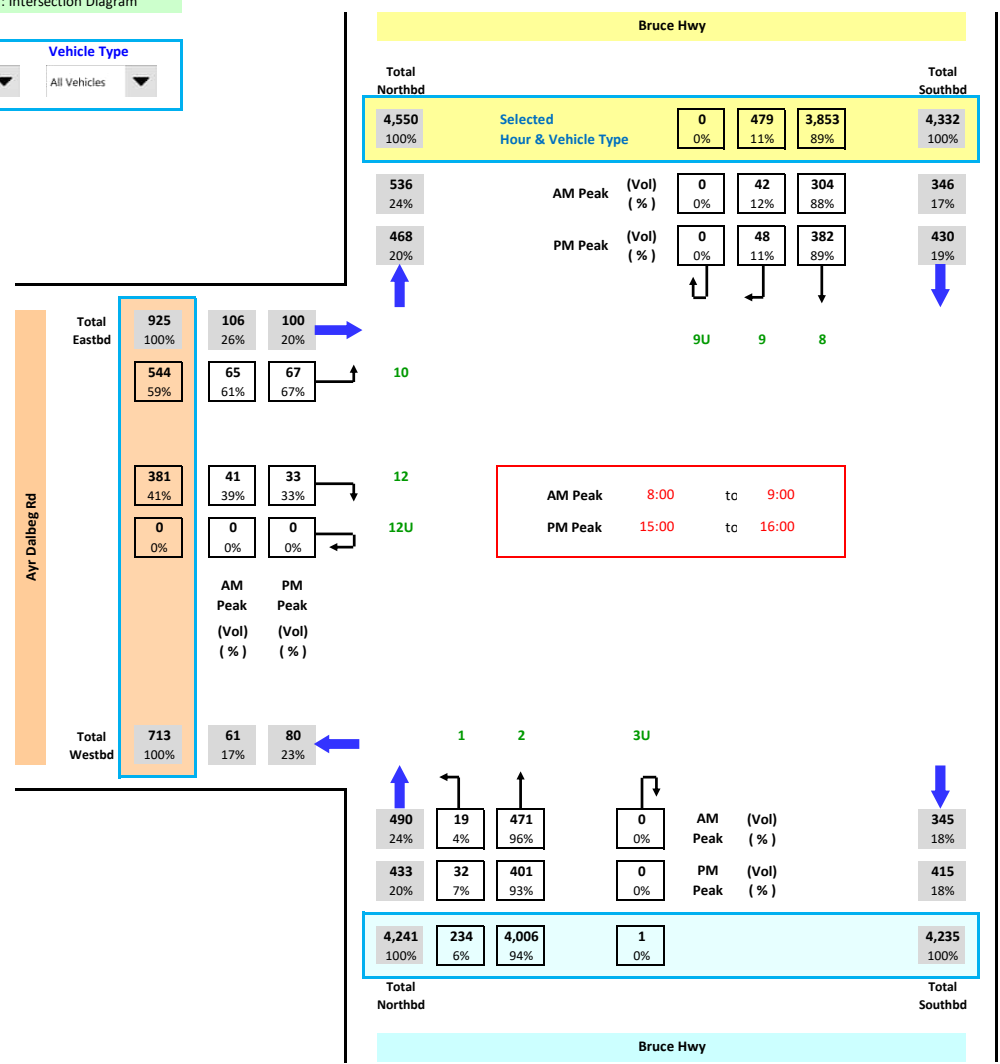 : Intersection Diagram
Vehicle Type
All Vehicles
Bruce Hwy
Total Northbd
Total Southbd
4,550 Selected 0 479 3,853 4,332
100% Hour & Vehicle Type 0% 11% 89% 100%
536 AM Peak (Vol) 0 42 304 346
24% ( % ) 0% 12% 88% 17%
468 PM Peak (Vol) 0 48 382 430
20% ( % ) 0% 11% 89% 19%
9U 9 8
Ayr Dalbeg Rd
Total 925 106 100
Eastbd 100% 26% 20%
544 65 67 10
59% 61% 67%
381 41 33 12
41% 39% 33%
0 0 0 12U
0% 0% 0%
AM Peak 8:00 to 9:00
PM Peak 15:00 to 16:00
AM PM
Peak Peak
(Vol) (Vol)
( % ) ( % )
Total 713 61 80
Westbd 100% 17% 23%
1 2 3U
490 19 471 0 AM (Vol) 345
24% 4% 96% 0% Peak ( % ) 18%
433 32 401 0 PM (Vol) 415
20% 7% 93% 0% Peak ( % ) 18%
4,241 234 4,006 1 4,235
100% 6% 94% 0% 100%
Total Total
Northbd Southbd
Bruce Hwy